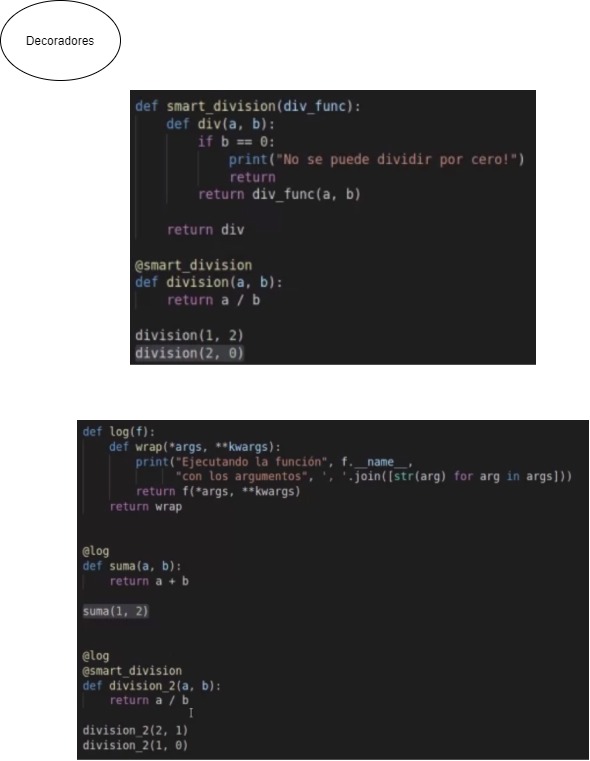 Decoradores
def smart_division(div_func):
    def div(a, b):
        if b == 0:
            print("No se puede dividir por cero!")
            return
        return div_func(a, b)
    return div
@smart_division
def division(a, b):
    return a / b
division(1, 2)
division(2, 0)
def log(f):
    def wrap(*args, **kwargs):
        print("Ejecutando la función", f.__name__,
              "con los argumentos", ', '.join([str(arg) for arg in args]))
        return f(*args, **kwargs)
    return wrap
@log
def suma(a, b):
    return a + b
suma(1, 2)
@log
@smart_division
def division_2(a, b):
    return a / b
division_2(2, 1)
division_2(1, 0)